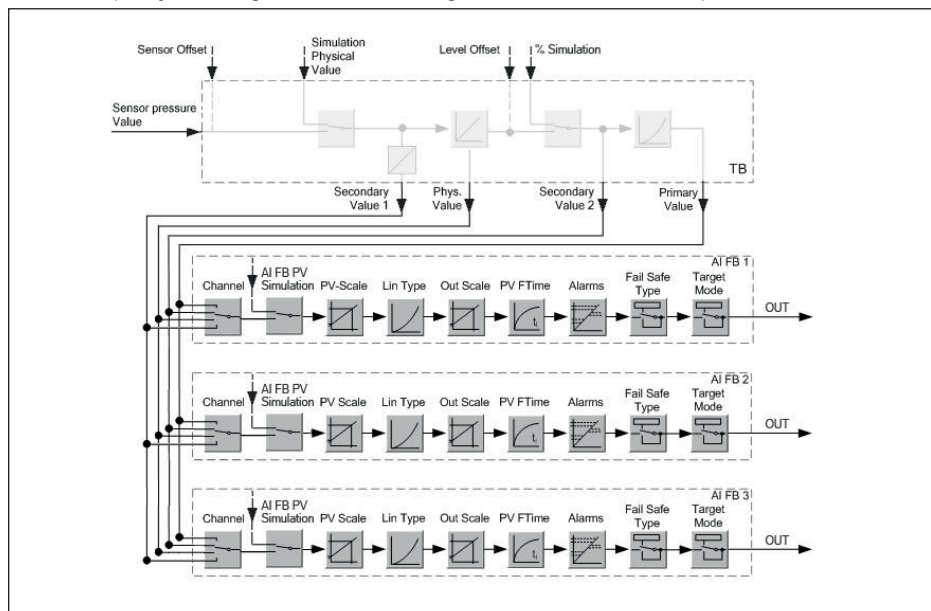 Sensor Offset
Simulation
Physical
Value
Level Offset
% Simulation
Sensor pressure
Value
TB
Secondary
Value 1
Phys.
Value
Secondary
Value 2
Primary
Value
AI FB 1
Channel
AI FB PV
Simulation
PV-Scale
Lin Type
Out Scale
PV FTime
Alarms
Fail Safe
Type
Target
Mode
OUT
AI FB 2
Channel
AI FB PV
Simulation
PV Scale
Lin Type
Out Scale
PV FTime
Alarms
Fail Safe
Type
Target
Mode
OUT
AI FB 3
Channel
AI FB PV
Simulation
PV Scale
Lin Type
Out Scale
PV FTime
Alarms
Fail Safe
Type
Target
Mode
OUT